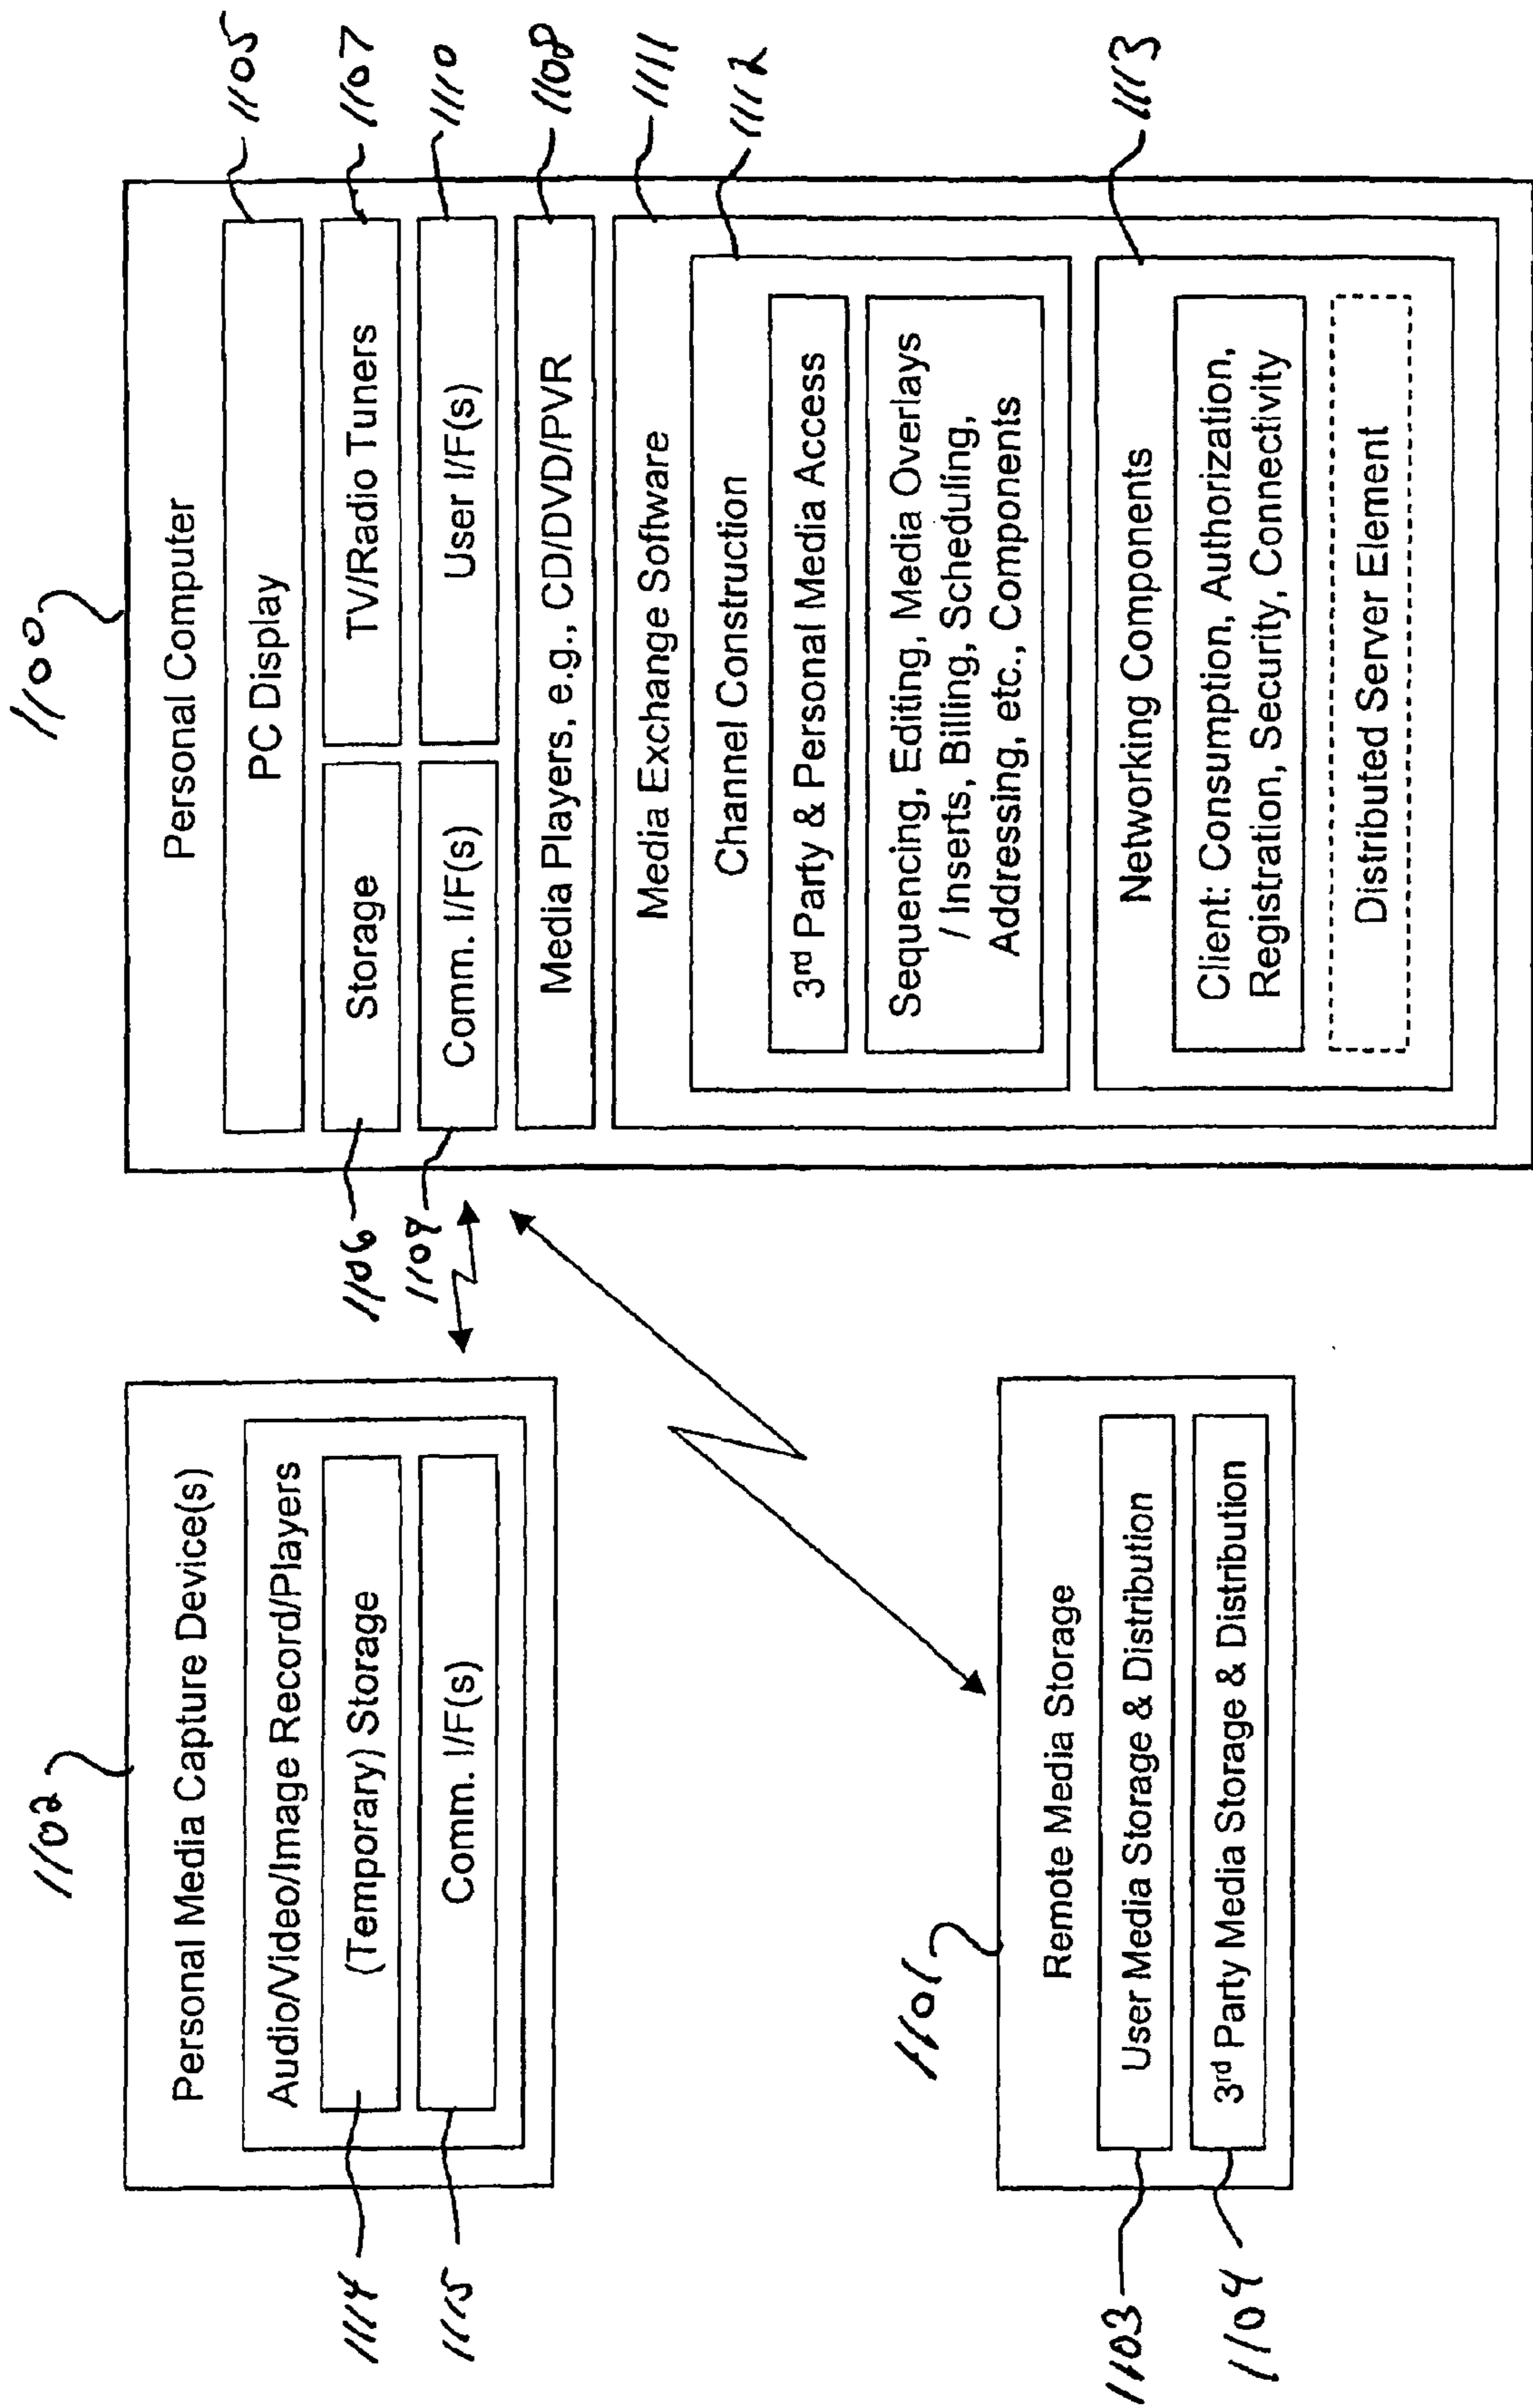 1102
Personal Media Capture Device(s)
Audio/Video/Image Record/Players
1114
(Temporary) Storage
1115
Comm. I/F(s)
1101
Remote Media Storage
1103
User Media Storage & Distribution
1104
3rd Party Media Storage & Distribution
1100
Personal Computer
PC Display
1105
1106
Storage
TV/Radio Tuners
1107
1109
Comm. I/F(s)
User I/F(s)
1110
Media Players, e.g., CD/DVD/PVR
1108
Media Exchange Software
1111
Channel Construction
1112
3rd Party & Personal Media Access
Sequencing, Editing, Media Overlays
/ Inserts, Billing, Scheduling,
Addressing, etc., Components
Networking Components
1113
Client: Consumption, Authorization,
Registration, Security, Connectivity
Distributed Server Element